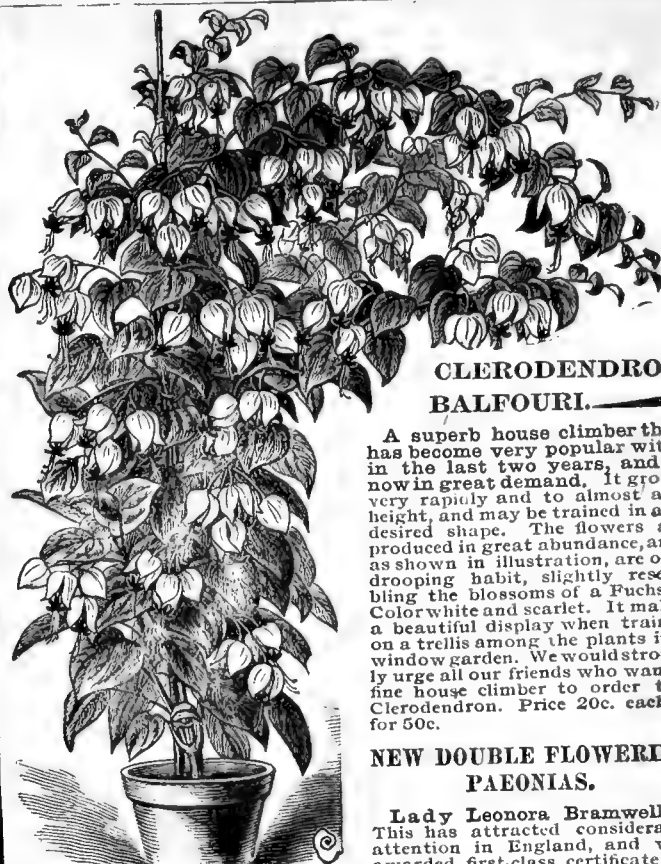 CLERODENDRO
BALFOURI.
A superb house climber th
has become very popular wit
in the last two years, and
now in great demand. It gro
very rapidly and to almost a
height, and may be trained in a
desired shape. The flowers a
produced in great abundance, a
as shown in illustration, are o
drooping habit, slightly rese
bling the blossoms of a Fuchs
Color white and scarlet. It ma
a beautiful display when train
on a trellis among the plants i
window garden. We would stro
ly urge all our friends who wan
fine house climber to order t
Clerodendron. Price 20c. each
for 50c.
NEW DOUBLE FLOWERI
PAEONIAS.
Lady Leonora Bramwell
This has attracted considera
attention in England, and
awarded first-class certificat